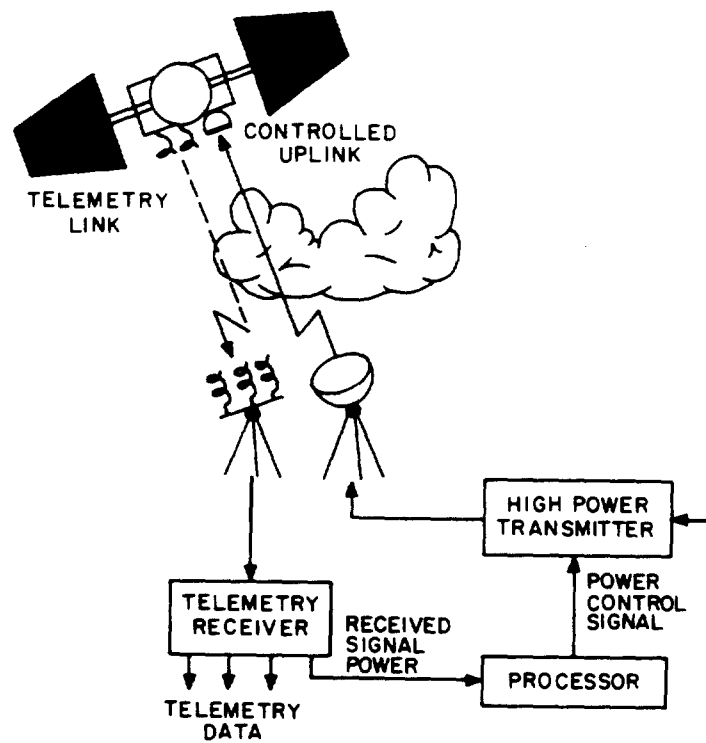 CONTROLLED
UPLINK
TELEMETRY
LINK
HIGH POWER
TRANSMITTER
POWER
CONTROL
SIGNAL
TELEMETRY
RECEIVER
RECEIVED
SIGNAL
POWER
PROCESSOR
TELEMETRY
DATA